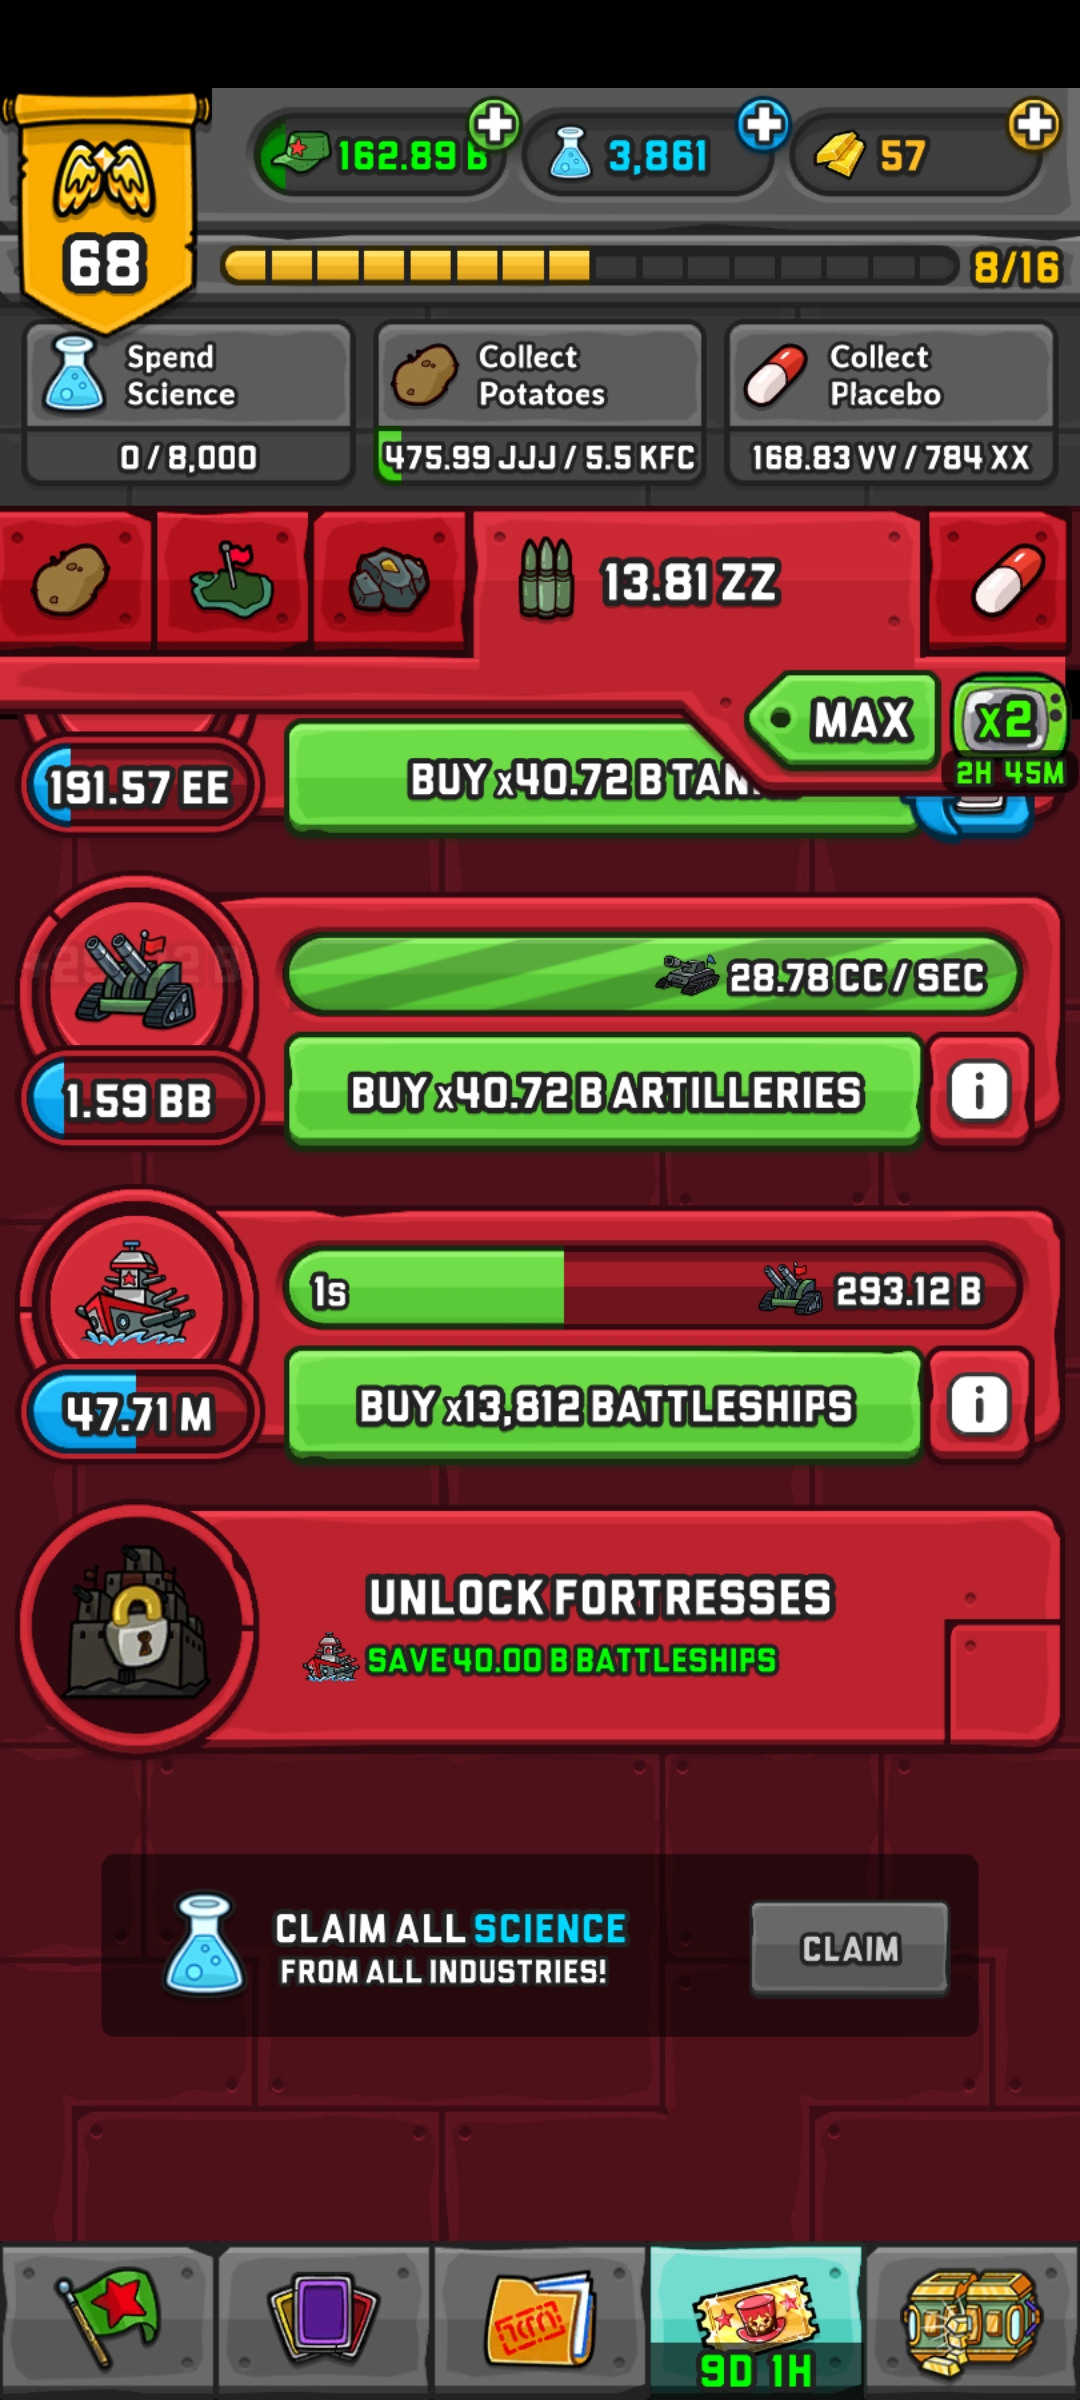 162.89 B
3,861
57
68
8/16
Spend
Science
0 / 8,000
Collect
Potatoes
475.99 JJJ / 5.5 KFC
Collect
Placebo
168.83 VV / 784 XX
13.81 ZZ
MAX
x2
2H 45M
191.57 EE
BUY x40.72 B TAN
28.78 CC / SEC
1.59 BB
BUY x40.72 B ARTILLERIES
i
1s
293.12 B
47.71 M
BUY x13,812 BATTLESHIPS
i
UNLOCK FORTRESSES
SAVE 40.00 B BATTLESHIPS
CLAIM ALL SCIENCE
FROM ALL INDUSTRIES!
CLAIM
9D 1H